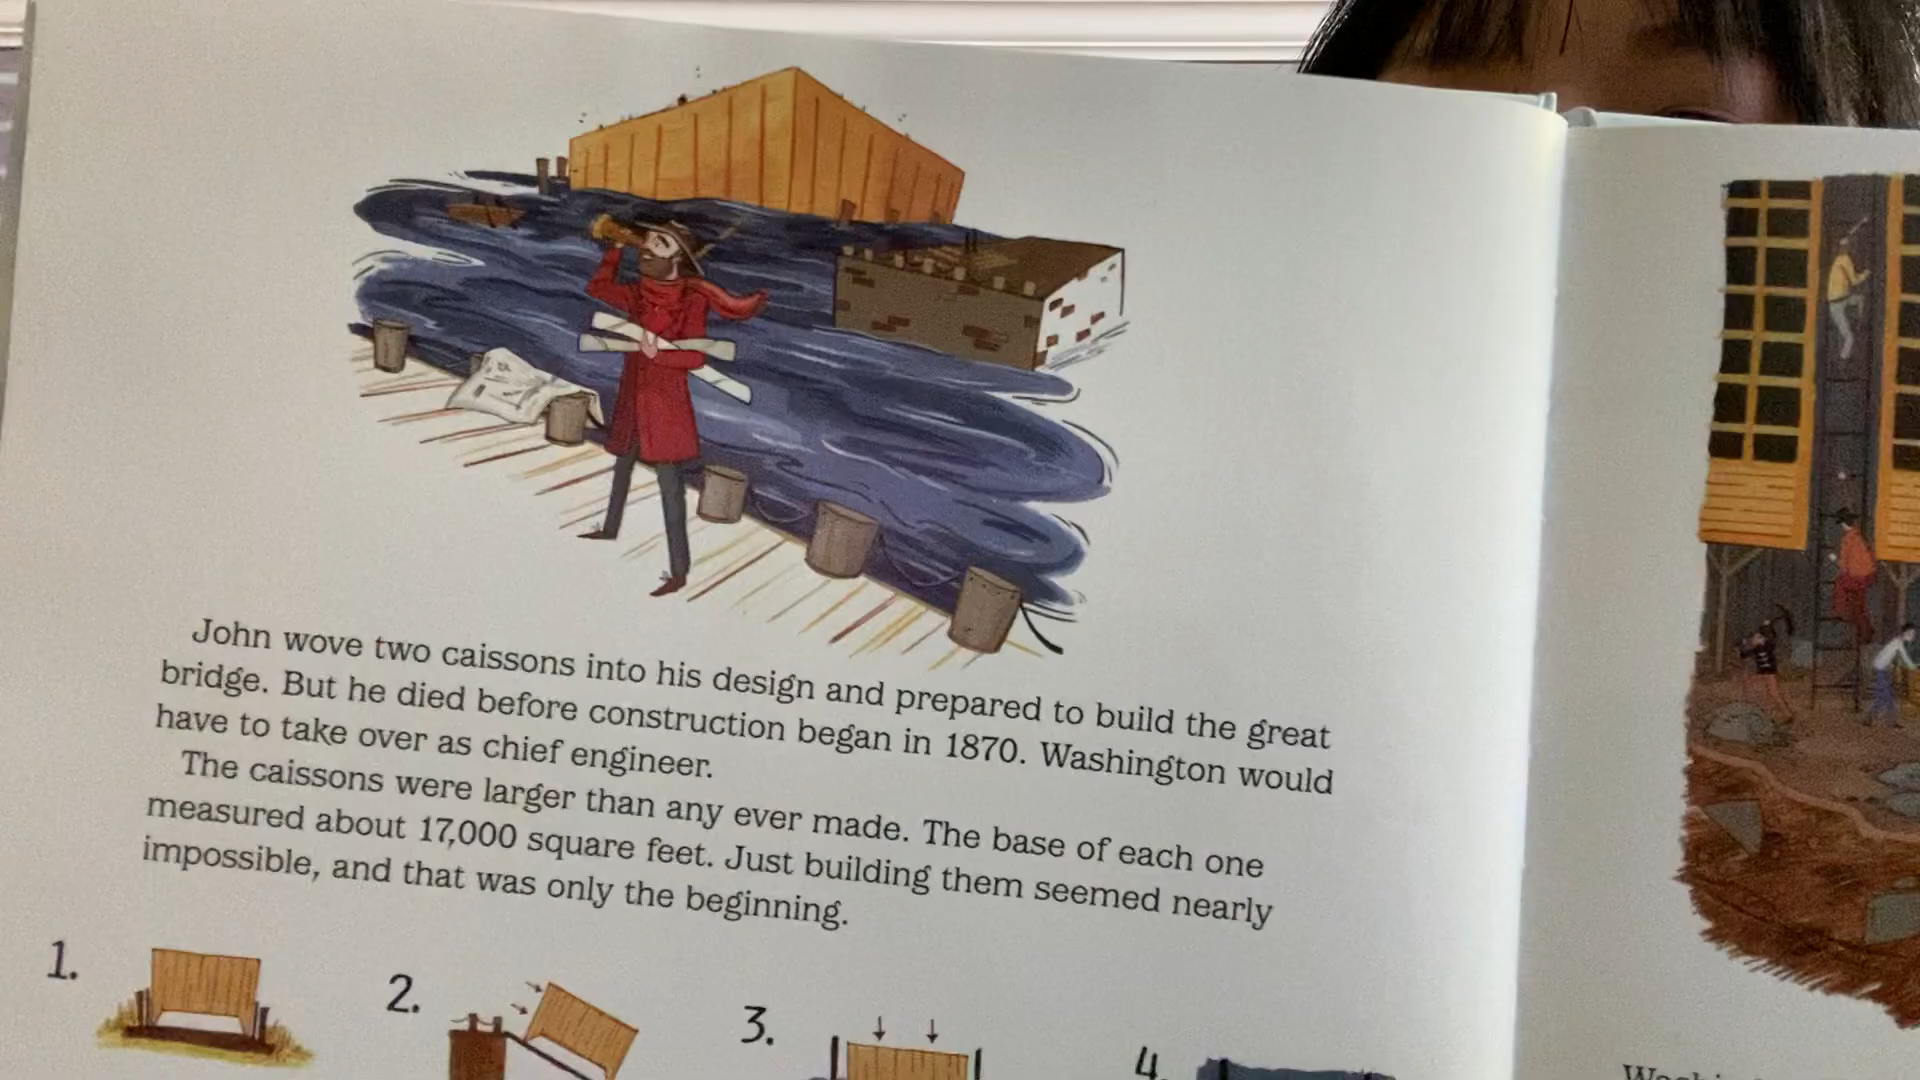 John wove two caissons into his design and prepared to build the great
bridge. But he died before construction began in 1870. Washington would
have to take over as chief engineer.
The caissons were larger than any ever made. The base of each one
measured about 17,000 square feet. Just building them seemed nearly
impossible, and that was only the beginning.
1.
2.
3.
4.